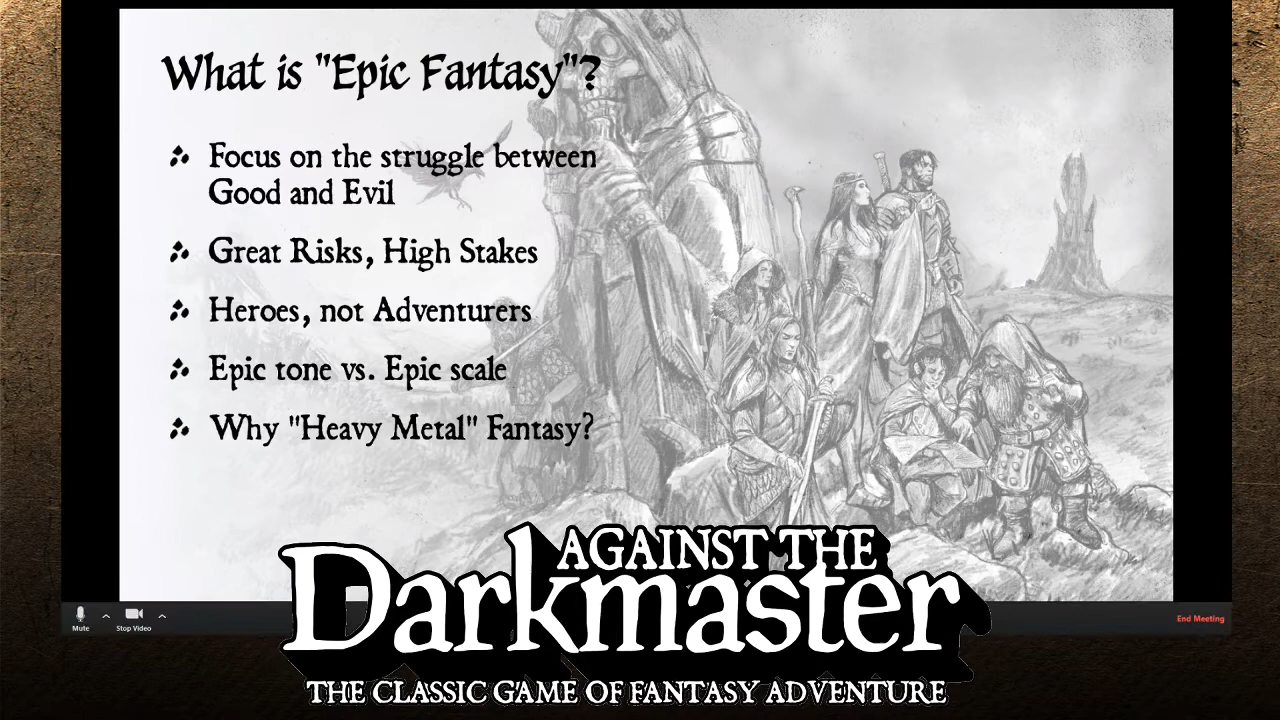 What is "Epic Fantasy"?
Focus on the struggle between
Good and Evil
Great Risks, High Stakes
Heroes, not Adventurers
Epic tone vs. Epic scale
Why "Heavy Metal" Fantasy?
AGAINST THE
Darkmaster
THE CLASSIC GAME OF FANTASY ADVENTURE
Mute
Stop Video
End Meeting